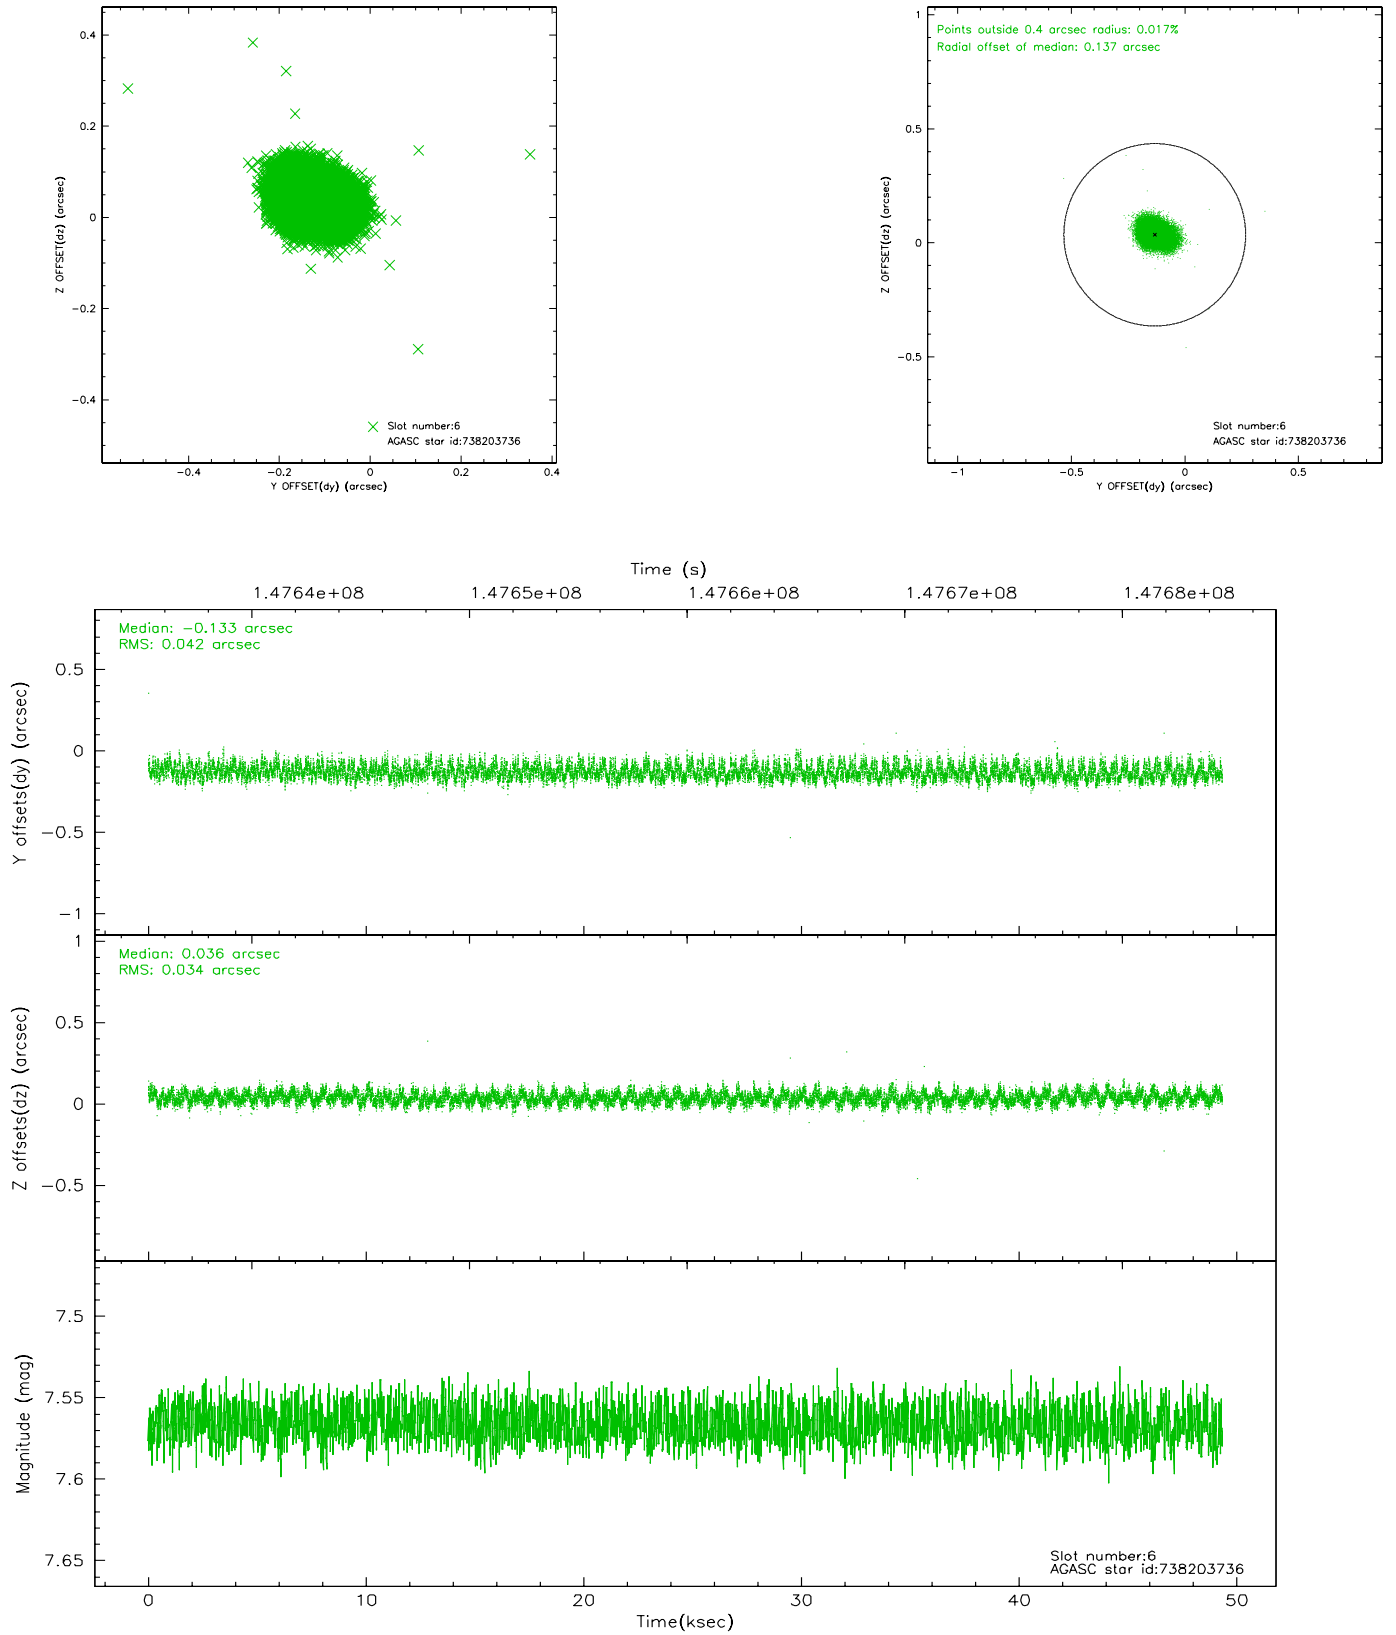 0.4
0.2
0
−0.2
−0.4
Z OFFSET(dz) (arcsec)
Slot number:6
AGASC star id:738203736
−0.4
−0.2
0
0.2
0.4
Y OFFSET(dy) (arcsec)
Points outside 0.4 arcsec radius: 0.017%
Radial offset of median: 0.137 arcsec
1
0.5
0
−0.5
Z OFFSET(dz) (arcsec)
Slot number:6
AGASC star id:738203736
−1
−0.5
0
0.5
Y OFFSET(dy) (arcsec)
Time (s)
1.4764e+08
1.4765e+08
1.4766e+08
1.4767e+08
1.4768e+08
Median: −0.133 arcsec
RMS: 0.042 arcsec
0.5
0
−0.5
−1
Y offsets(dy) (arcsec)
Median: 0.036 arcsec
RMS: 0.034 arcsec
1
0.5
0
−0.5
Z offsets(dz) (arcsec)
7.5
7.55
7.6
7.65
Magnitude (mag)
Slot number:6
AGASC star id:738203736
0
10
20
30
40
50
Time(ksec)